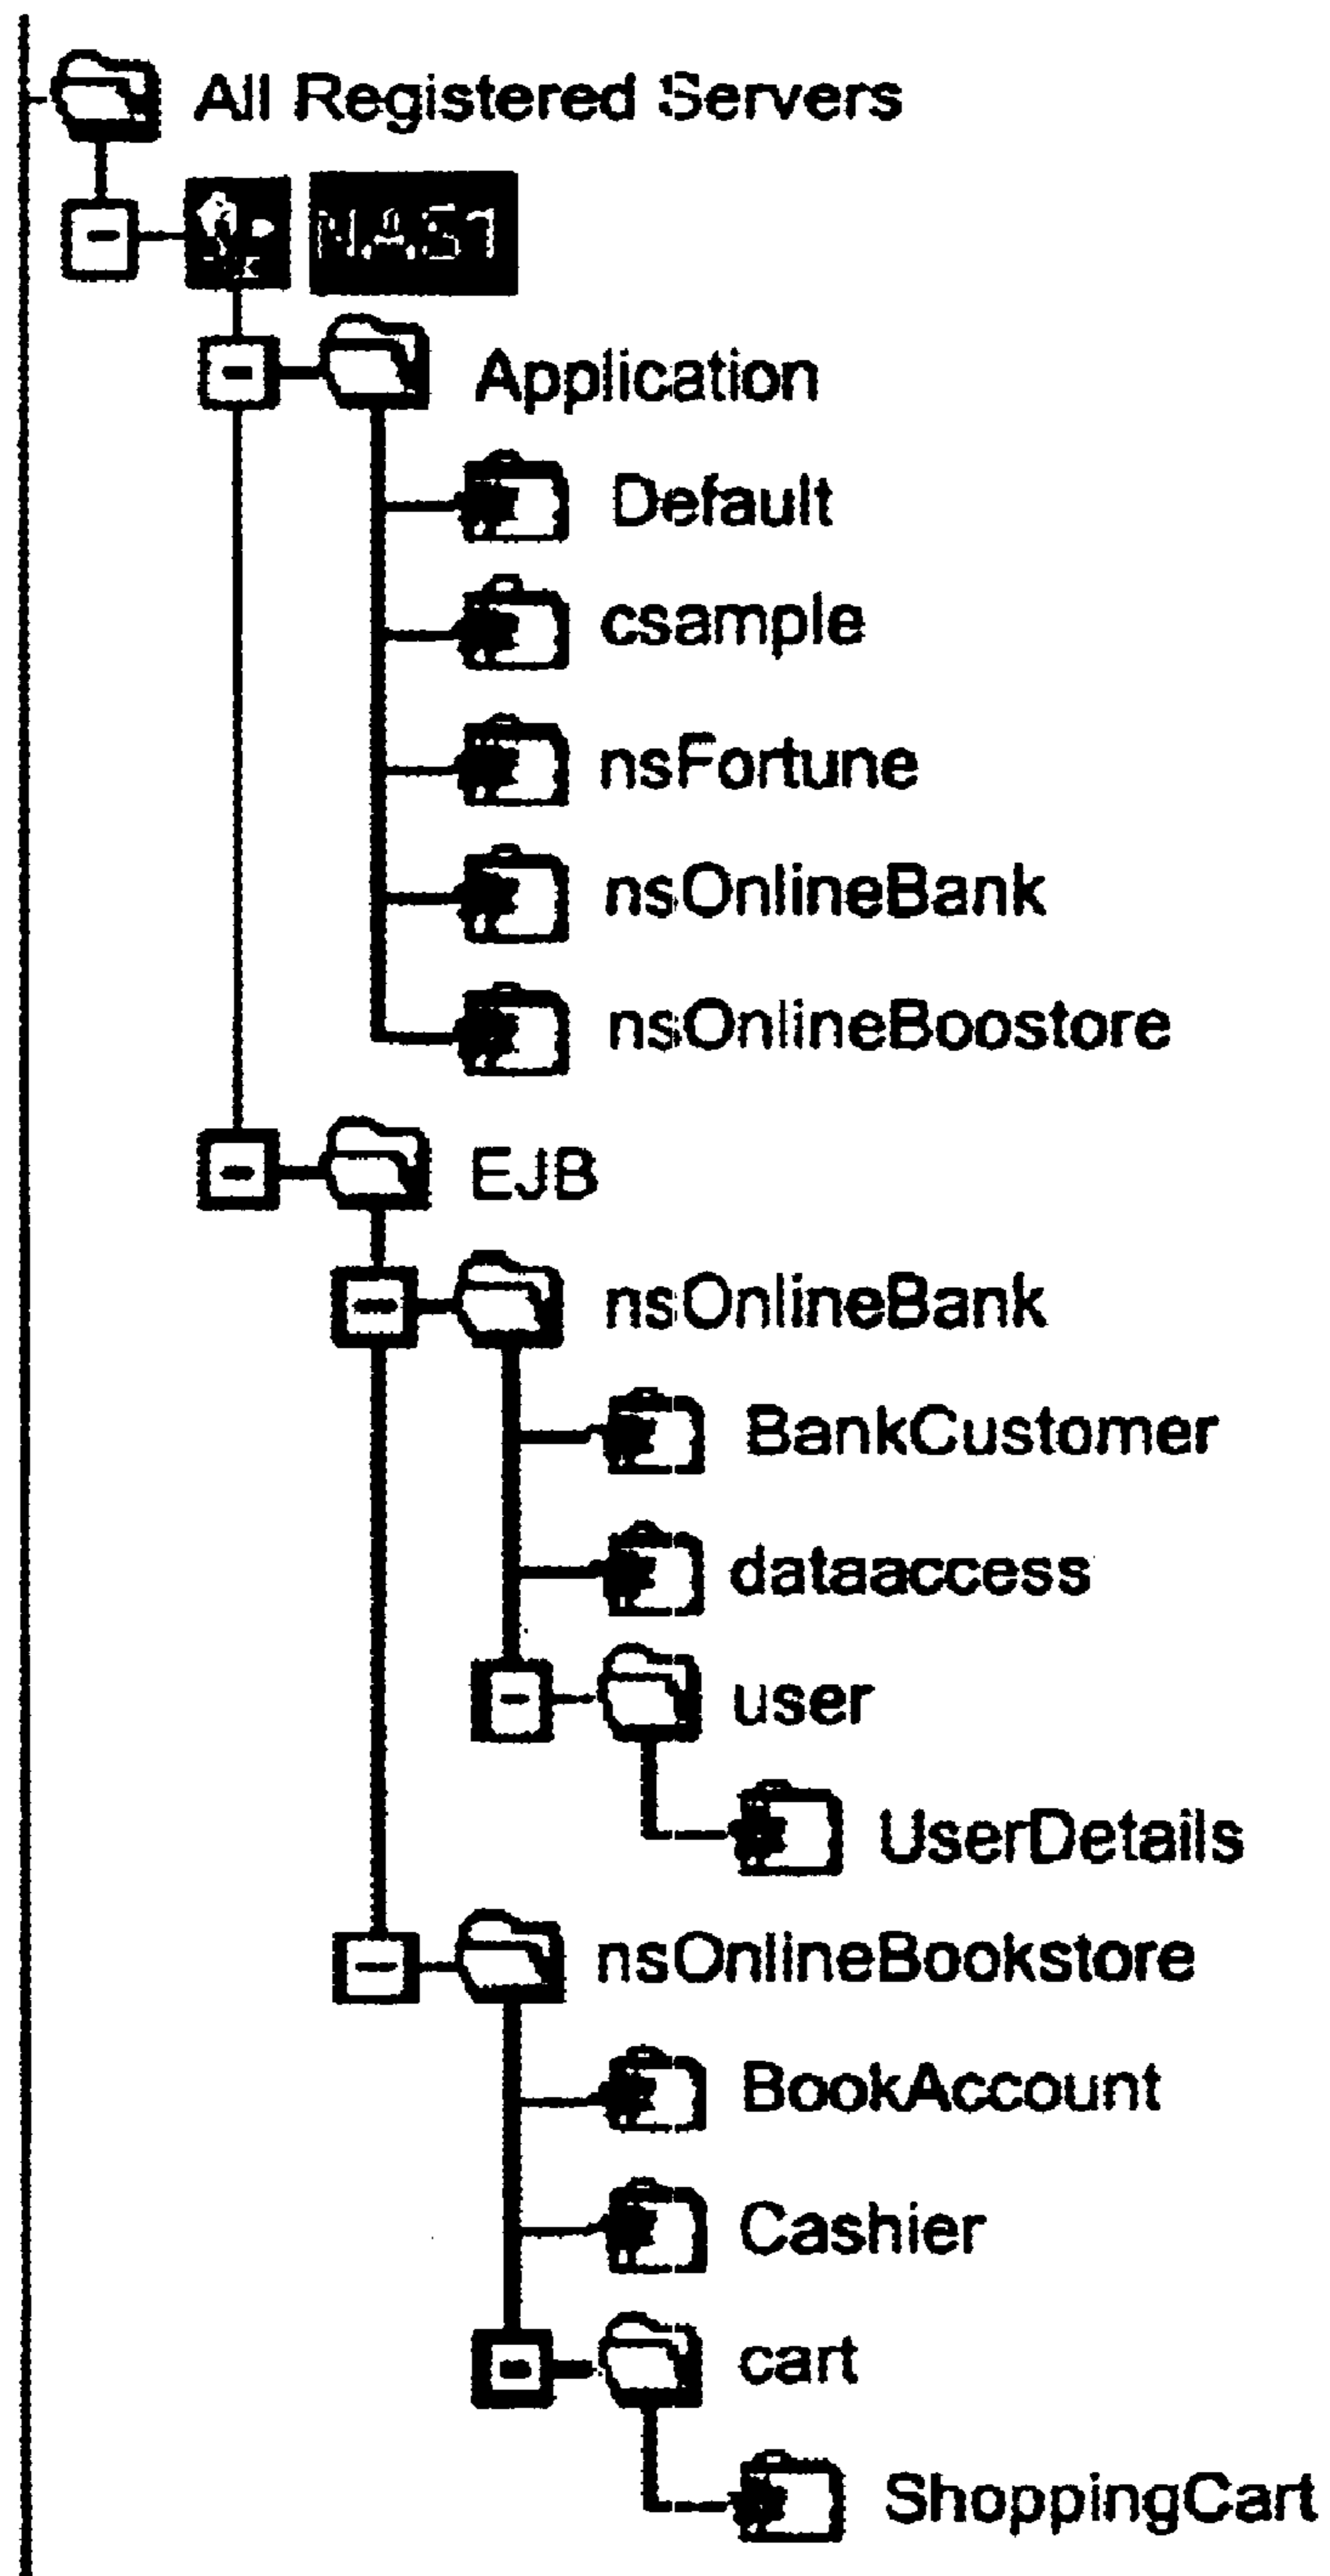 All Registered Servers
NAS1
Application
Default
csample
nsFortune
nsOnlineBank
nsOnlineBoostore
EJB
nsOnlineBank
BankCustomer
dataaccess
user
UserDetails
nsOnlineBookstore
BookAccount
Cashier
cart
ShoppingCart